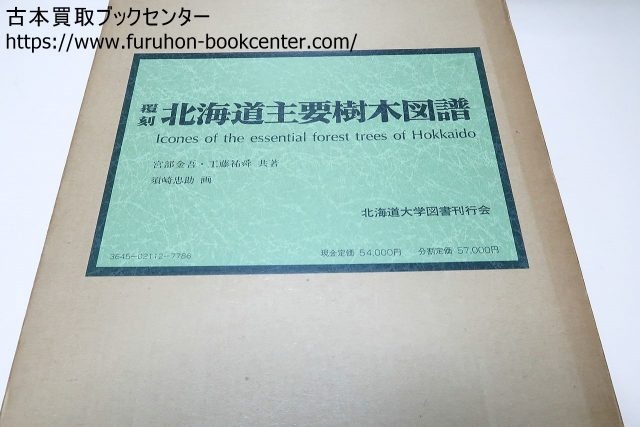 古本買取ブックセンター
https://www.furuhon-bookcenter.com/
覆刻 北海道主要樹木図譜
Icones of the essential forest trees of Hokkaido
宮部金吾・工藤祐舜 共著
須崎忠助 画
北海道大学図書刊行会
3645-02112-7786 現金定価 54,000円 分割定価 57,000円